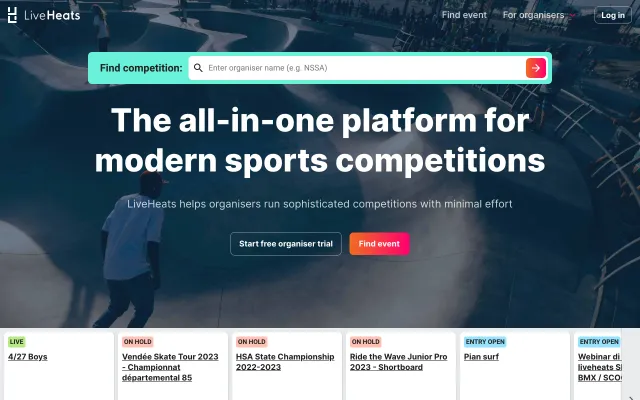 LiveHeats
Find event
For organisers
Log in
Find competition:
Enter organiser name (e.g. NSSA)
The all-in-one platform for
modern sports competitions
LiveHeats helps organisers run sophisticated competitions with minimal effort
Start free organiser trial
Find event
LIVE
4/27 Boys
ON HOLD
Vendée Skate Tour 2023
- Championnat
départemental 85
ON HOLD
HSA State Championship
2022-2023
ON HOLD
Ride the Wave Junior Pro
2023 - Shortboard
ENTRY OPEN
Pian surf
ENTRY OPEN
Webinar di
liveheats
BMX /